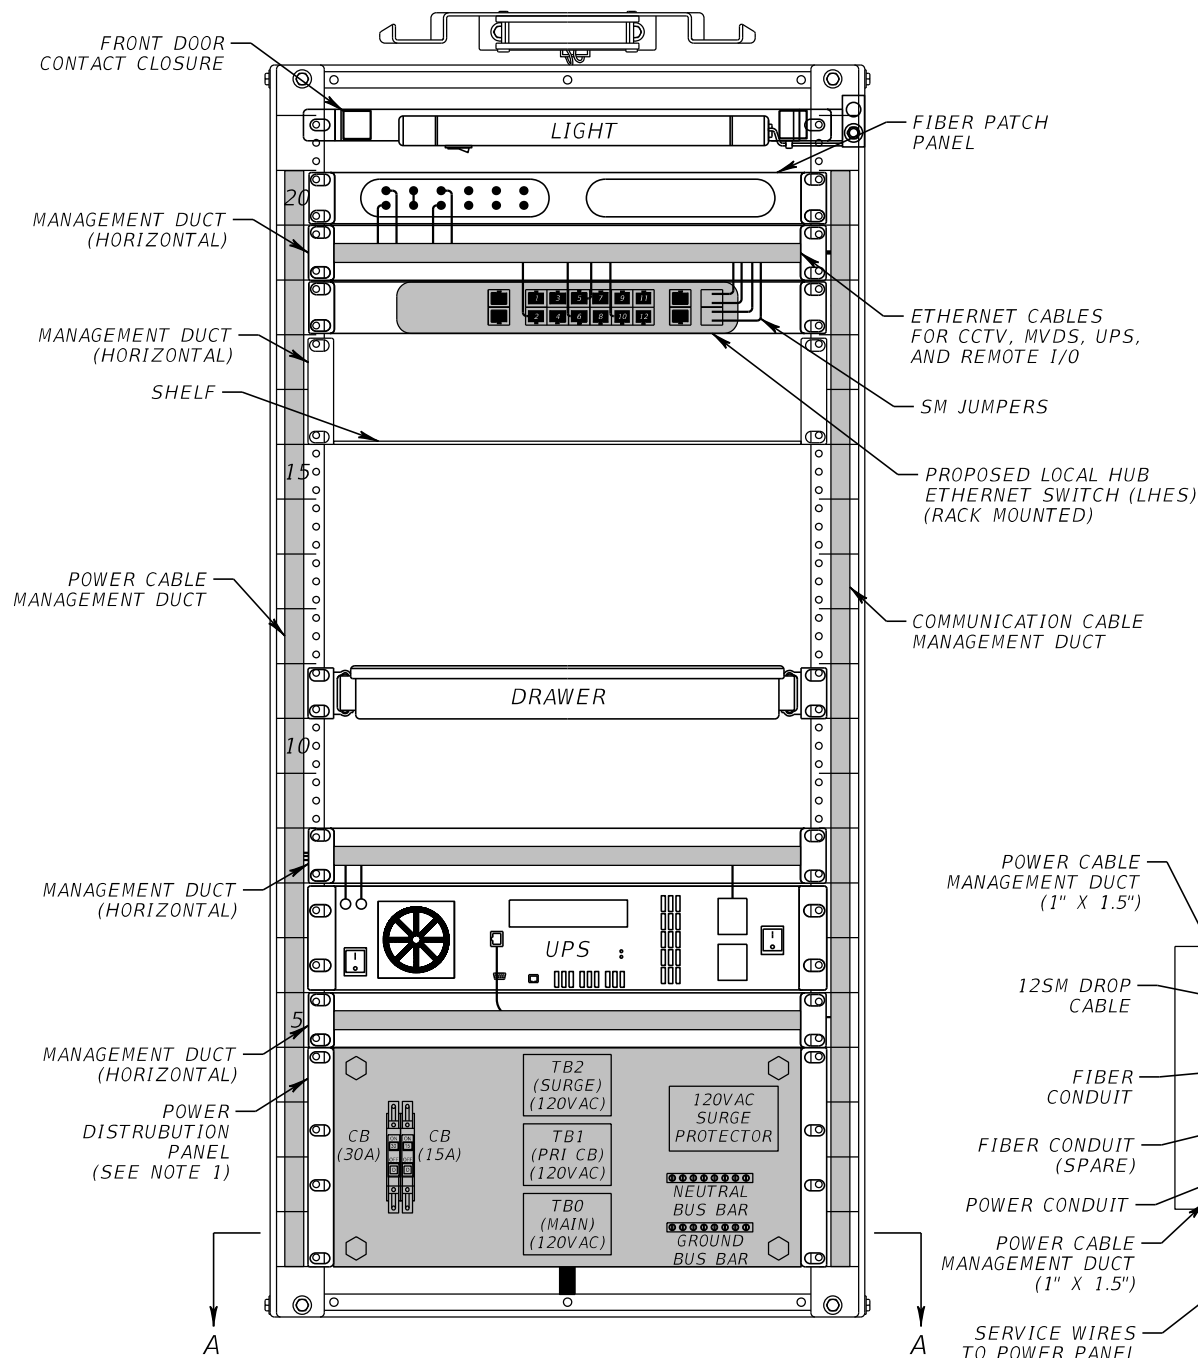 FRONT DOOR
CONTACT CLOSURE
LIGHT
FIBER PATCH
PANEL
20
MANAGEMENT DUCT
(HORIZONTAL)
1 3 5 7 9 11
2 4 6 8 10 12
ETHERNET CABLES
FOR CCTV, MVDS, UPS,
AND REMOTE I/O
MANAGEMENT DUCT
(HORIZONTAL)
SHELF
SM JUMPERS
15
PROPOSED LOCAL HUB
ETHERNET SWITCH (LHES)
(RACK MOUNTED)
POWER CABLE
MANAGEMENT DUCT
COMMUNICATION CABLE
MANAGEMENT DUCT
DRAWER
10
MANAGEMENT DUCT
(HORIZONTAL)
UPS
5
MANAGEMENT DUCT
(HORIZONTAL)
POWER
DISTRUBUTION
PANEL
(SEE NOTE 1)
CB
(30A)
ON ON
OFF OFF
CB
(15A)
TB2
(SURGE)
(120VAC)
TB1
(PRI CB)
(120VAC)
TB0
(MAIN)
(120VAC)
120VAC
SURGE
PROTECTOR
NEUTRAL
BUS BAR
GROUND
BUS BAR
A
A
POWER CABLE
MANAGEMENT DUCT
(1" X 1.5")
12SM DROP
CABLE
FIBER
CONDUIT
FIBER CONDUIT
(SPARE)
POWER CONDUIT
POWER CABLE
MANAGEMENT DUCT
(1" X 1.5")
SERVICE WIRES
TO POWER PANEL